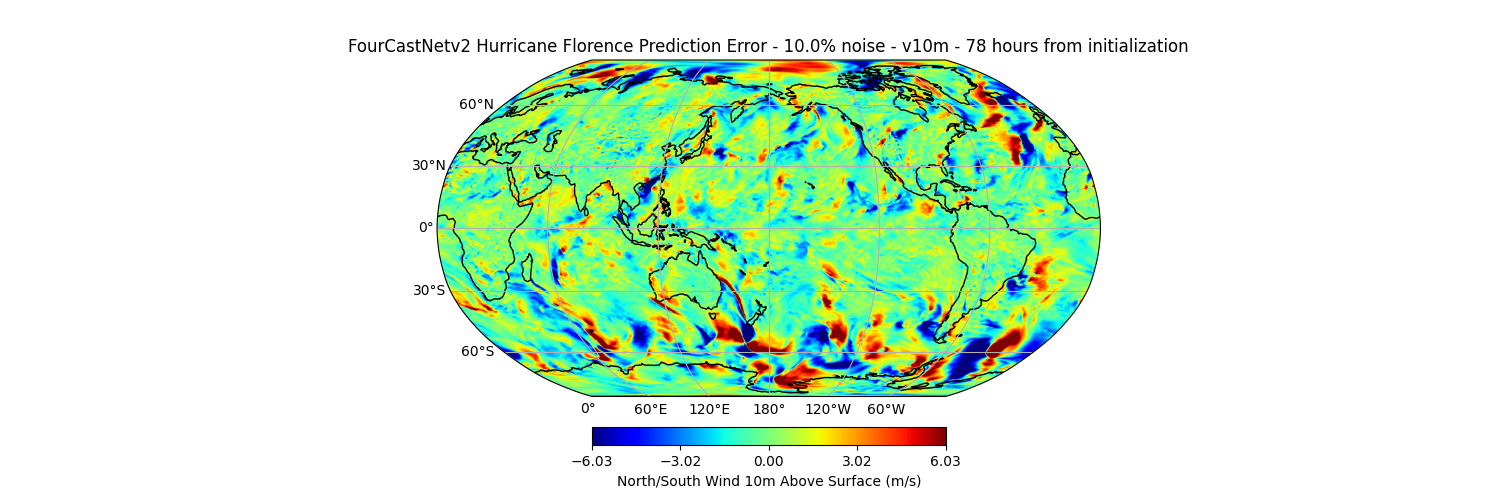 FourCastNetv2 Hurricane Florence Prediction Error - 10.0% noise - v10m - 78 hours from initialization
60°N
30°N
0°
30°S
60°S
0° 60°E 120°E 180° 120°W 60°W
−6.03 −3.02 0.00 3.02 6.03
North/South Wind 10m Above Surface (m/s)